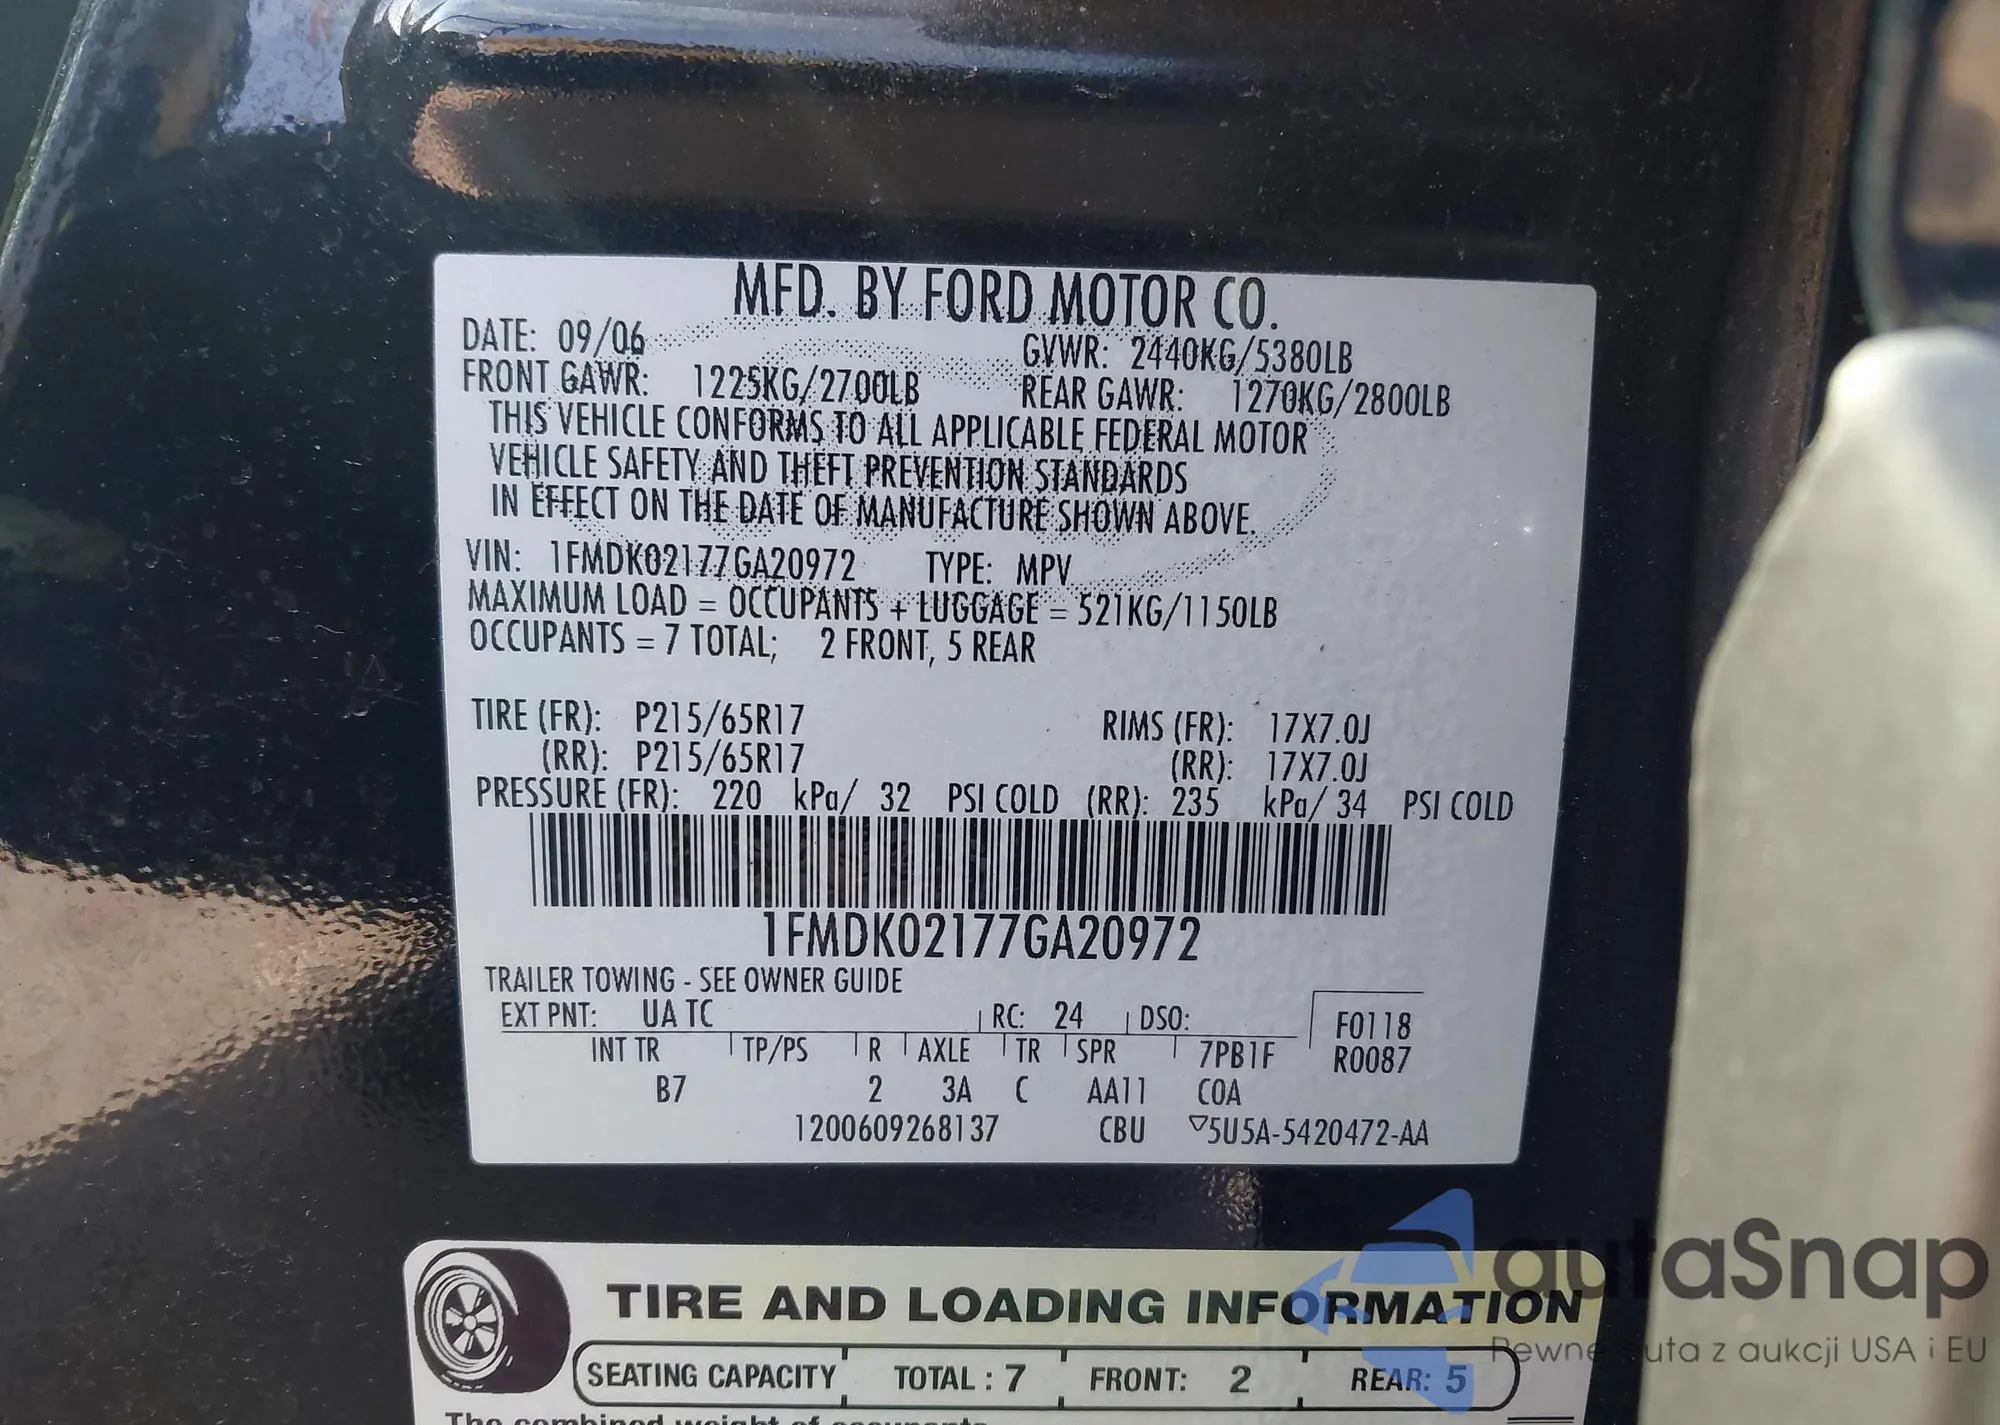 MFD. BY FORD MOTOR CO.
DATE: 09/06 GVWR: 2440KG/5380LB
FRONT GAWR: 1225KG/2700LB REAR GAWR: 1270KG/2800LB
THIS VEHICLE CONFORMS TO ALL APPLICABLE FEDERAL MOTOR
VEHICLE SAFETY AND THEFT PREVENTION STANDARDS
IN EFFECT ON THE DATE OF MANUFACTURE SHOWN ABOVE.
VIN: 1FMDK02177GA20972 TYPE: MPV
MAXIMUM LOAD = OCCUPANTS + LUGGAGE = 521KG/1150LB
OCCUPANTS = 7 TOTAL; 2 FRONT, 5 REAR
TIRE (FR): P215/65R17 RIMS (FR): 17X7.0J
(RR): P215/65R17 (RR): 17X7.0J
PRESSURE (FR): 220 kPa/ 32 PSI COLD (RR): 235 kPa/ 34 PSI COLD
1FMDK02177GA20972
TRAILER TOWING - SEE OWNER GUIDE
EXT PNT: UA TC RC: 24 DSO: F0118
INT TR TP/PS R AXLE TR SPR 7PB1F R0087
B7 2 3A C AA11 COA
1200609268137 CBU ▽5U5A-5420472-AA
TIRE AND LOADING INFORMATION
SEATING CAPACITY TOTAL : 7 FRONT: 2 REAR: 5
The combined weight of occupants
autaSnap
Pewne auta z aukcji USA i EU